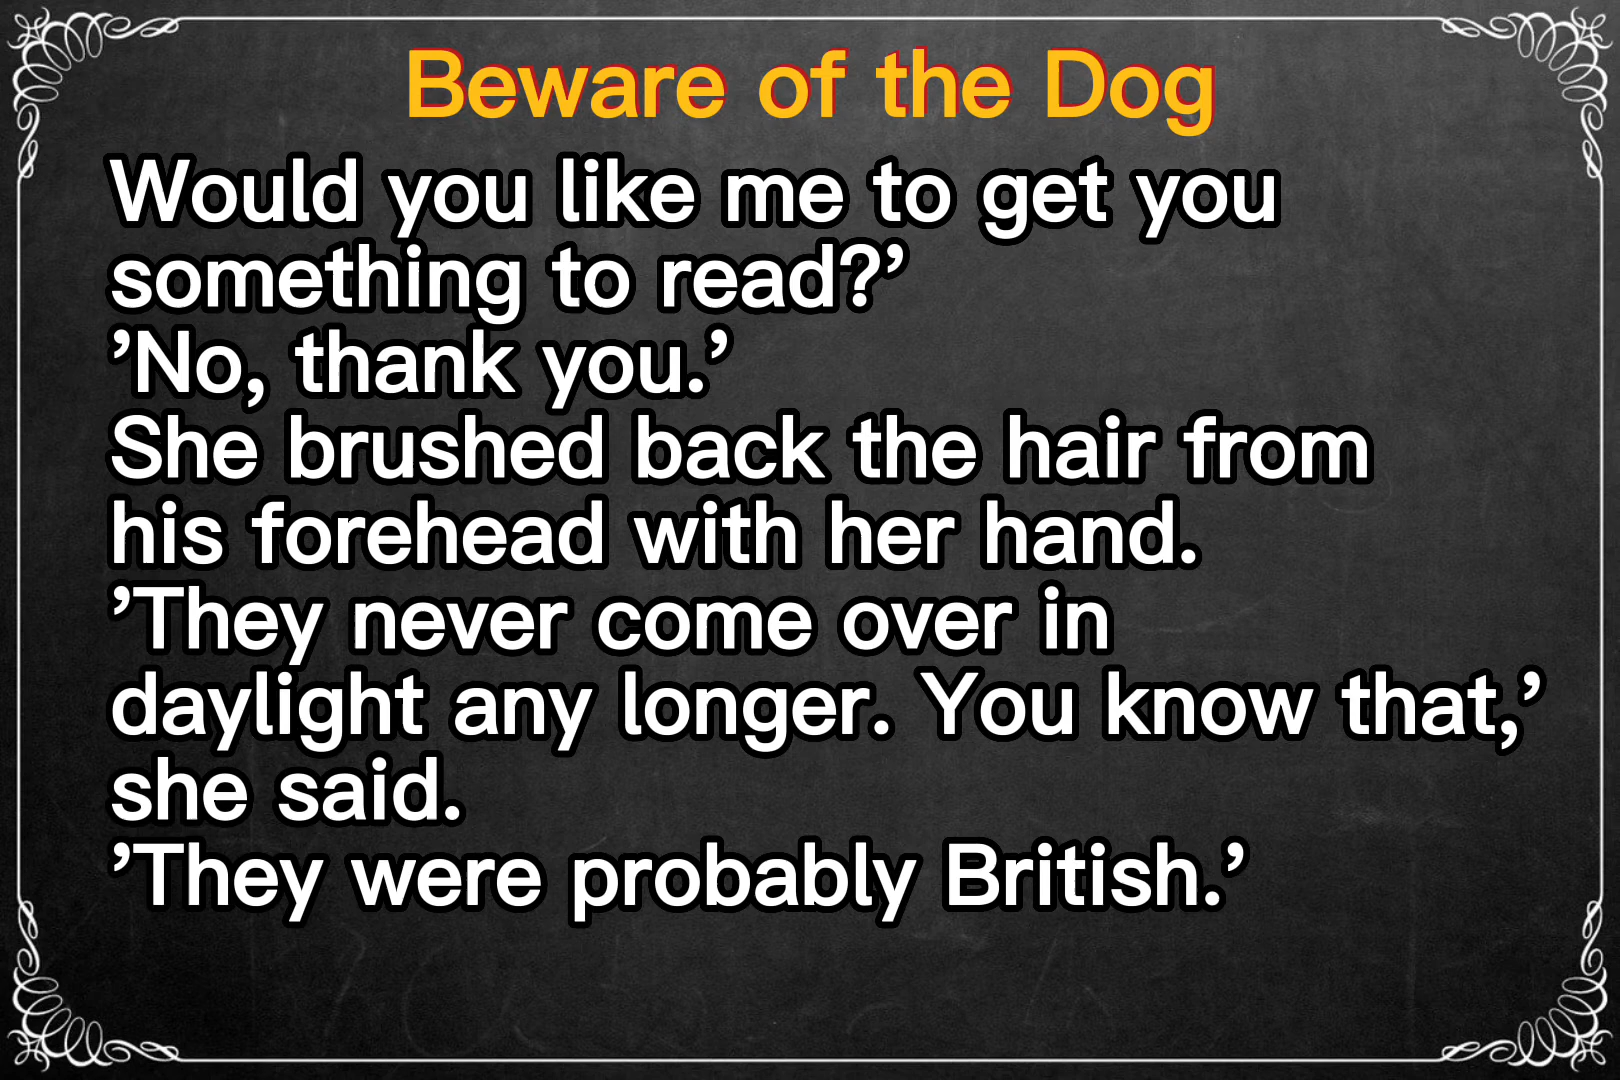 Beware of the Dog
Would you like me to get you
something to read?’
’No, thank you.’
She brushed back the hair from
his forehead with her hand.
’They never come over in
daylight any longer. You know that,’
she said.
’They were probably British.’